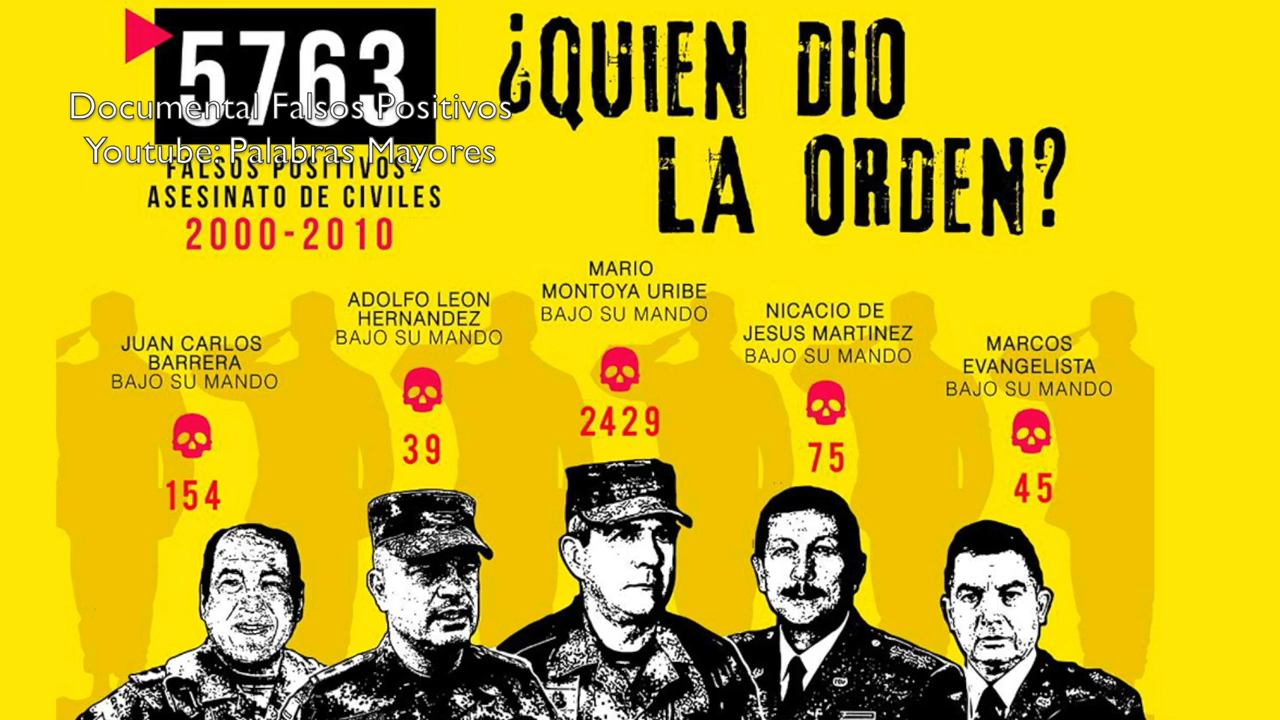 5763
Documental Falsos Positivos
Youtube: Palabras Mayores
FALSOS POSITIVOS-
ASESINATO DE CIVILES
2000-2010
¿QUIEN DIO
LA ORDEN?
JUAN CARLOS
BARRERA
BAJO SU MANDO
154
ADOLFO LEON
HERNANDEZ
BAJO SU MANDO
39
MARIO
MONTOYA URIBE
BAJO SU MANDO
2429
NICACIO DE
JESUS MARTINEZ
BAJO SU MANDO
75
MARCOS
EVANGELISTA
BAJO SU MANDO
45